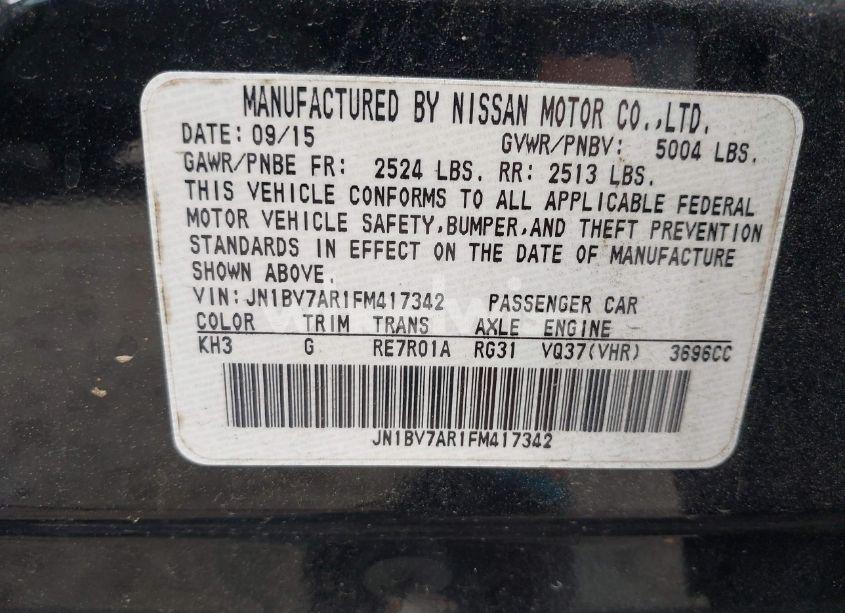 MANUFACTURED BY NISSAN MOTOR CO.,LTD.
DATE: 09/15 GVWR/PNBV: 5004 LBS.
GAWR/PNBE FR: 2524 LBS. RR: 2513 LBS.
THIS VEHICLE CONFORMS TO ALL APPLICABLE FEDERAL
MOTOR VEHICLE SAFETY,BUMPER,AND THEFT PREVENTION
STANDARDS IN EFFECT ON THE DATE OF MANUFACTURE
SHOWN ABOVE.
VIN:JN1BV7AR1FM417342 PASSENGER CAR
COLOR TRIM TRANS AXLE ENGINE
KH3 G RE7R01A RG31 VQ37(VHR) 3696CC
JN1BV7AR1FM417342